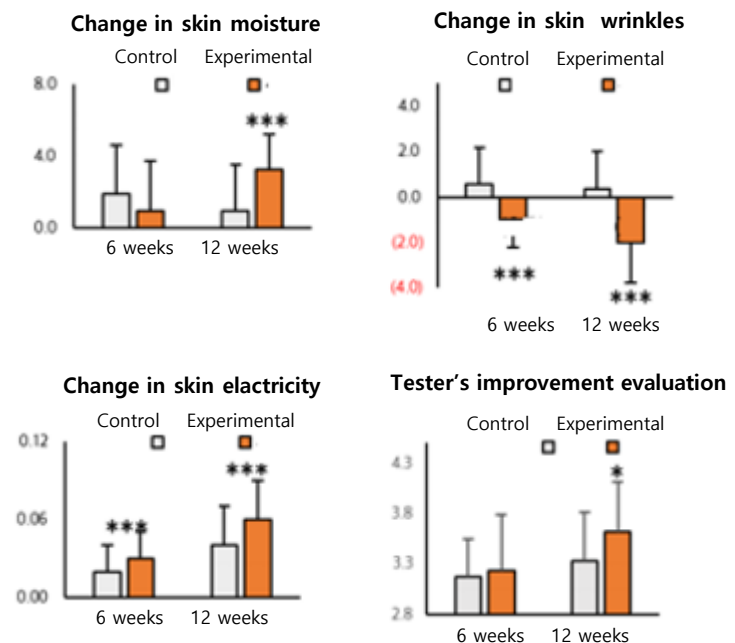 Change in skin moisture
Control Experimental
8.0
***
4.0
0.0
6 weeks 12 weeks
Change in skin wrinkles
Control Experimental
4.0
2.0
0.0
(2.0)
***
(4.0)
***
6 weeks 12 weeks
Change in skin elactricity
Control Experimental
0.12
***
***
0.06
0.00
6 weeks 12 weeks
Tester's improvement evaluation
Control Experimental
4.3
*
3.8
3.3
2.8
6 weeks 12 weeks